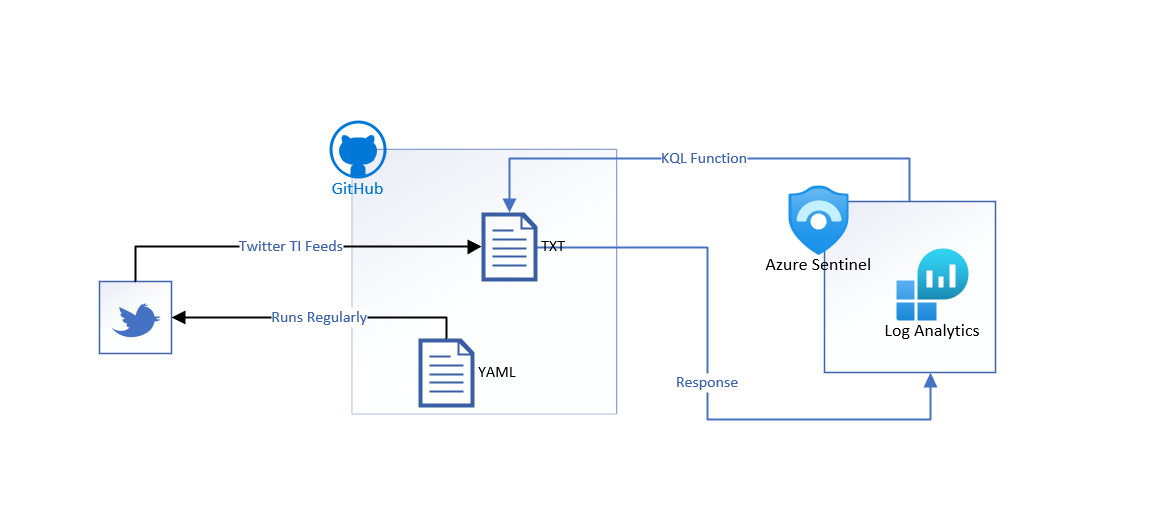 KQL Function
GitHub
Twitter TI Feeds
TXT
Azure Sentinel
Runs Regularly
Log Analytics
YAML
Response